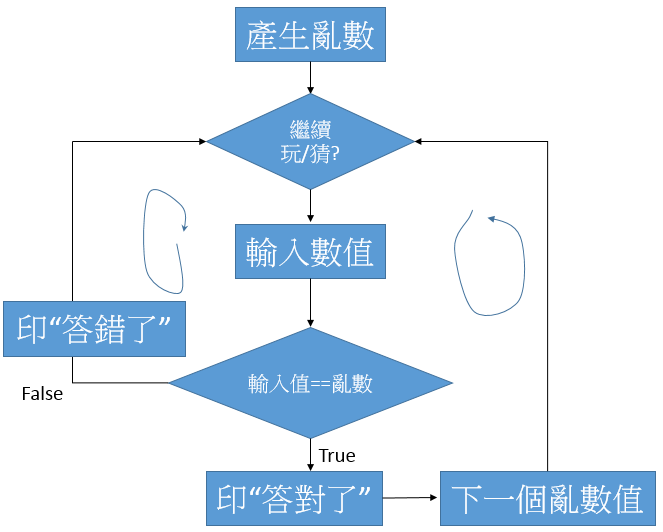 產生亂數
繼續
玩/猜?
輸入數值
印“答錯了”
輸入值==亂數
False
True
印“答對了”
下一個亂數值